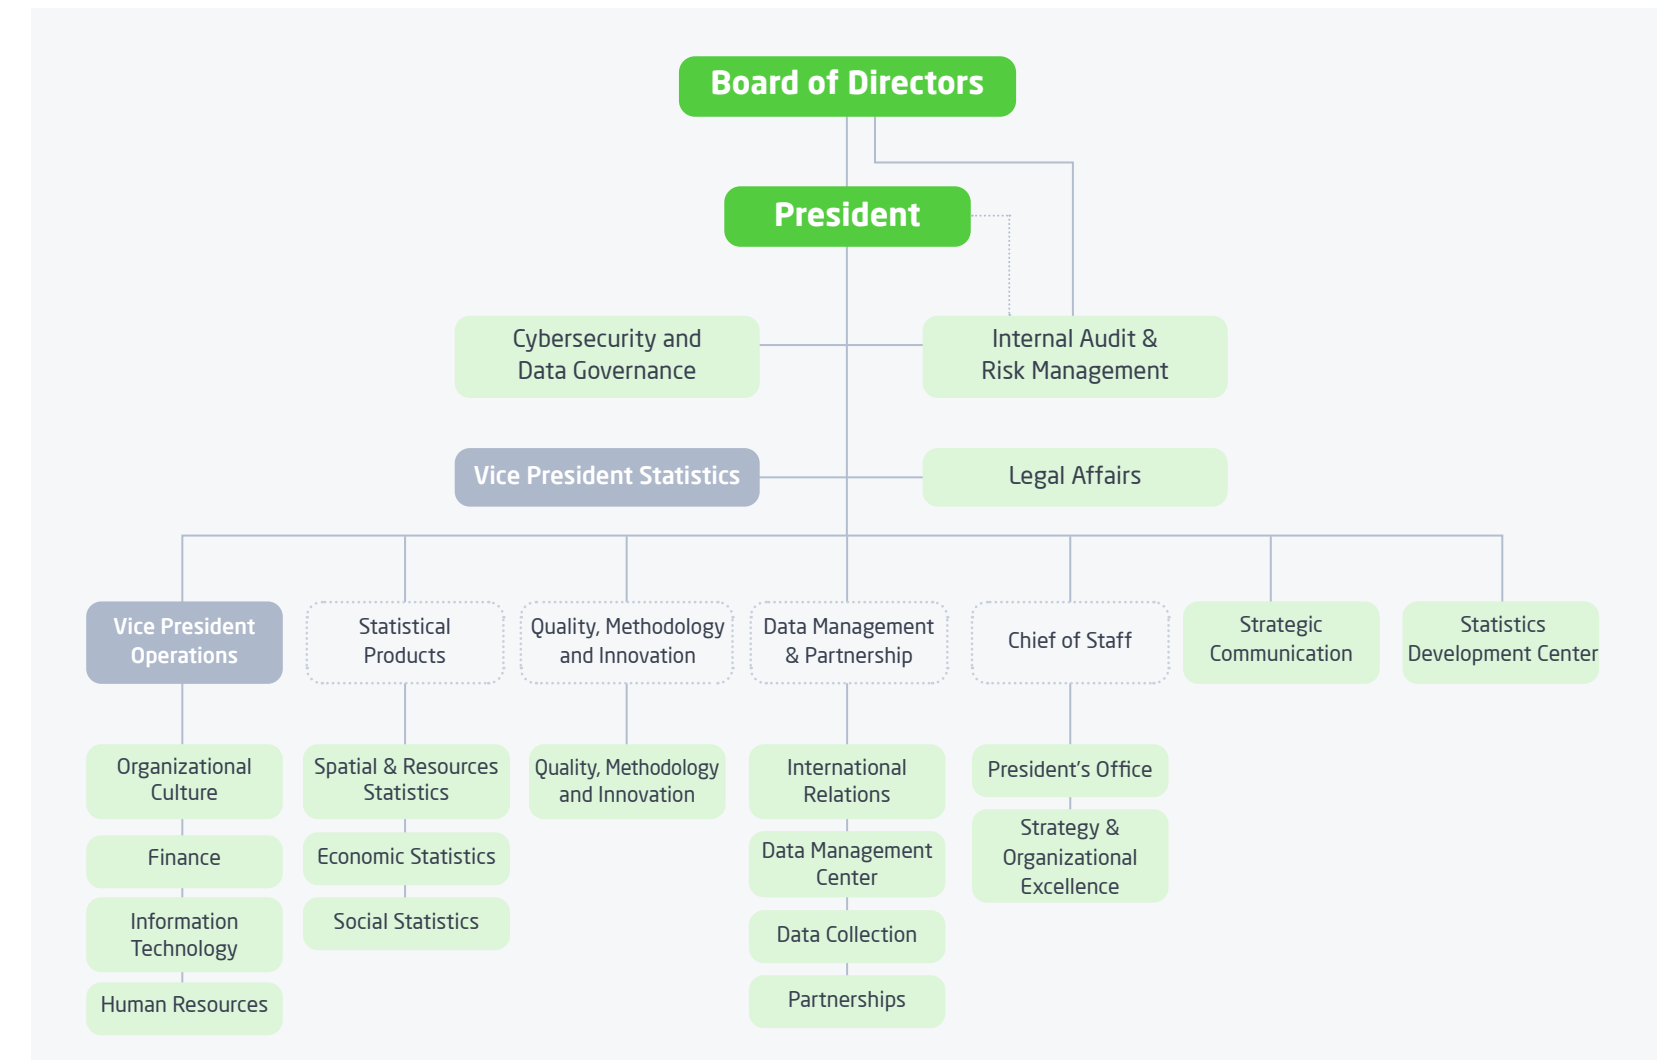 Board of Directors
President
Cybersecurity and
Data Governance
Internal Audit &
Risk Management
Vice President Statistics
Legal Affairs
Vice President
Operations
Statistical
Products
Quality, Methodology
and Innovation
Data Management
& Partnership
Chief of Staff
Strategic
Communication
Statistics
Development Center
Organizational
Culture
Finance
Information
Technology
Human Resources
Spatial & Resources
Statistics
Economic Statistics
Social Statistics
Quality, Methodology
and Innovation
International
Relations
Data Management
Center
Data Collection
Partnerships
President's Office
Strategy &
Organizational
Excellence